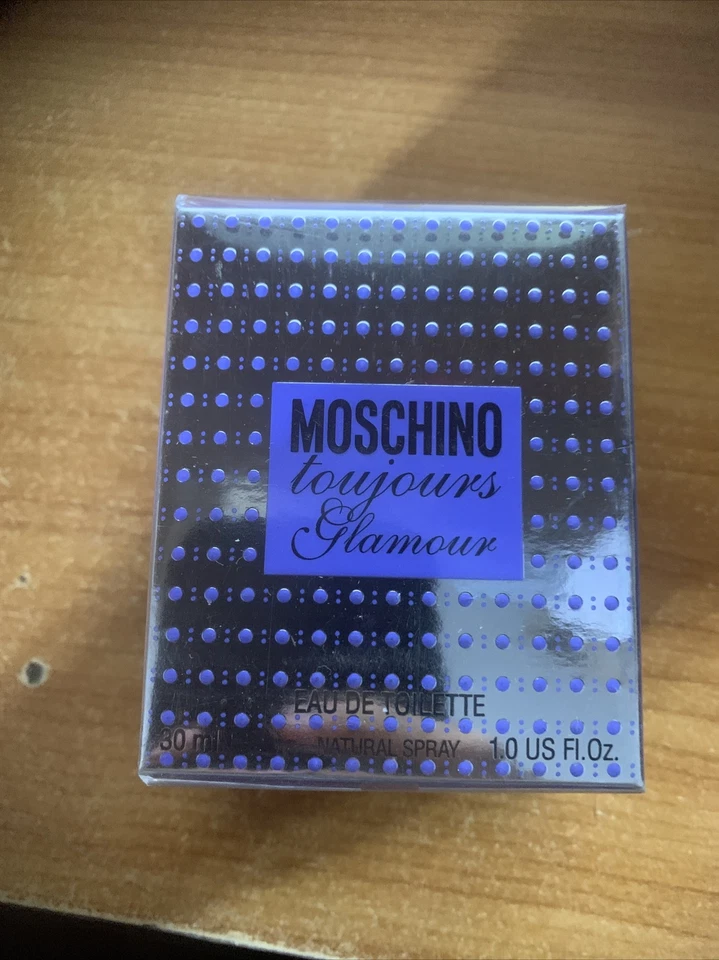 MOSCHINO
toujours
Glamour
EAU DE TOILETTE
30 ml NATURAL SPRAY 1.0 US Fl.Oz.